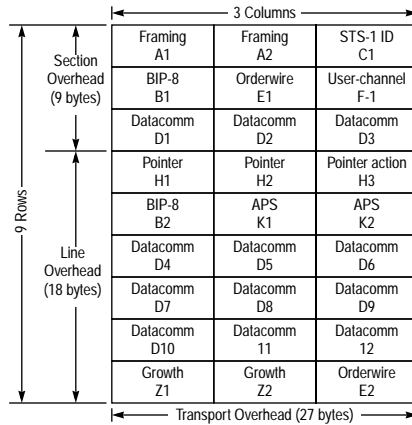 3 Columns
Framing Framing STS-1 ID
A1 A2 C1
Section
Overhead
(9 bytes)
BIP-8 Orderwire User-channel
B1 E1 F-1
Datacomm Datacomm Datacomm
D1 D2 D3
9 Rows
Pointer Pointer Pointer action
H1 H2 H3
BIP-8 APS APS
B2 K1 K2
Line
Overhead
(18 bytes)
Datacomm Datacomm Datacomm
D4 D5 D6
Datacomm Datacomm Datacomm
D7 D8 D9
Datacomm Datacomm Datacomm
D10 11 12
Growth Growth Orderwire
Z1 Z2 E2
Transport Overhead (27 bytes)